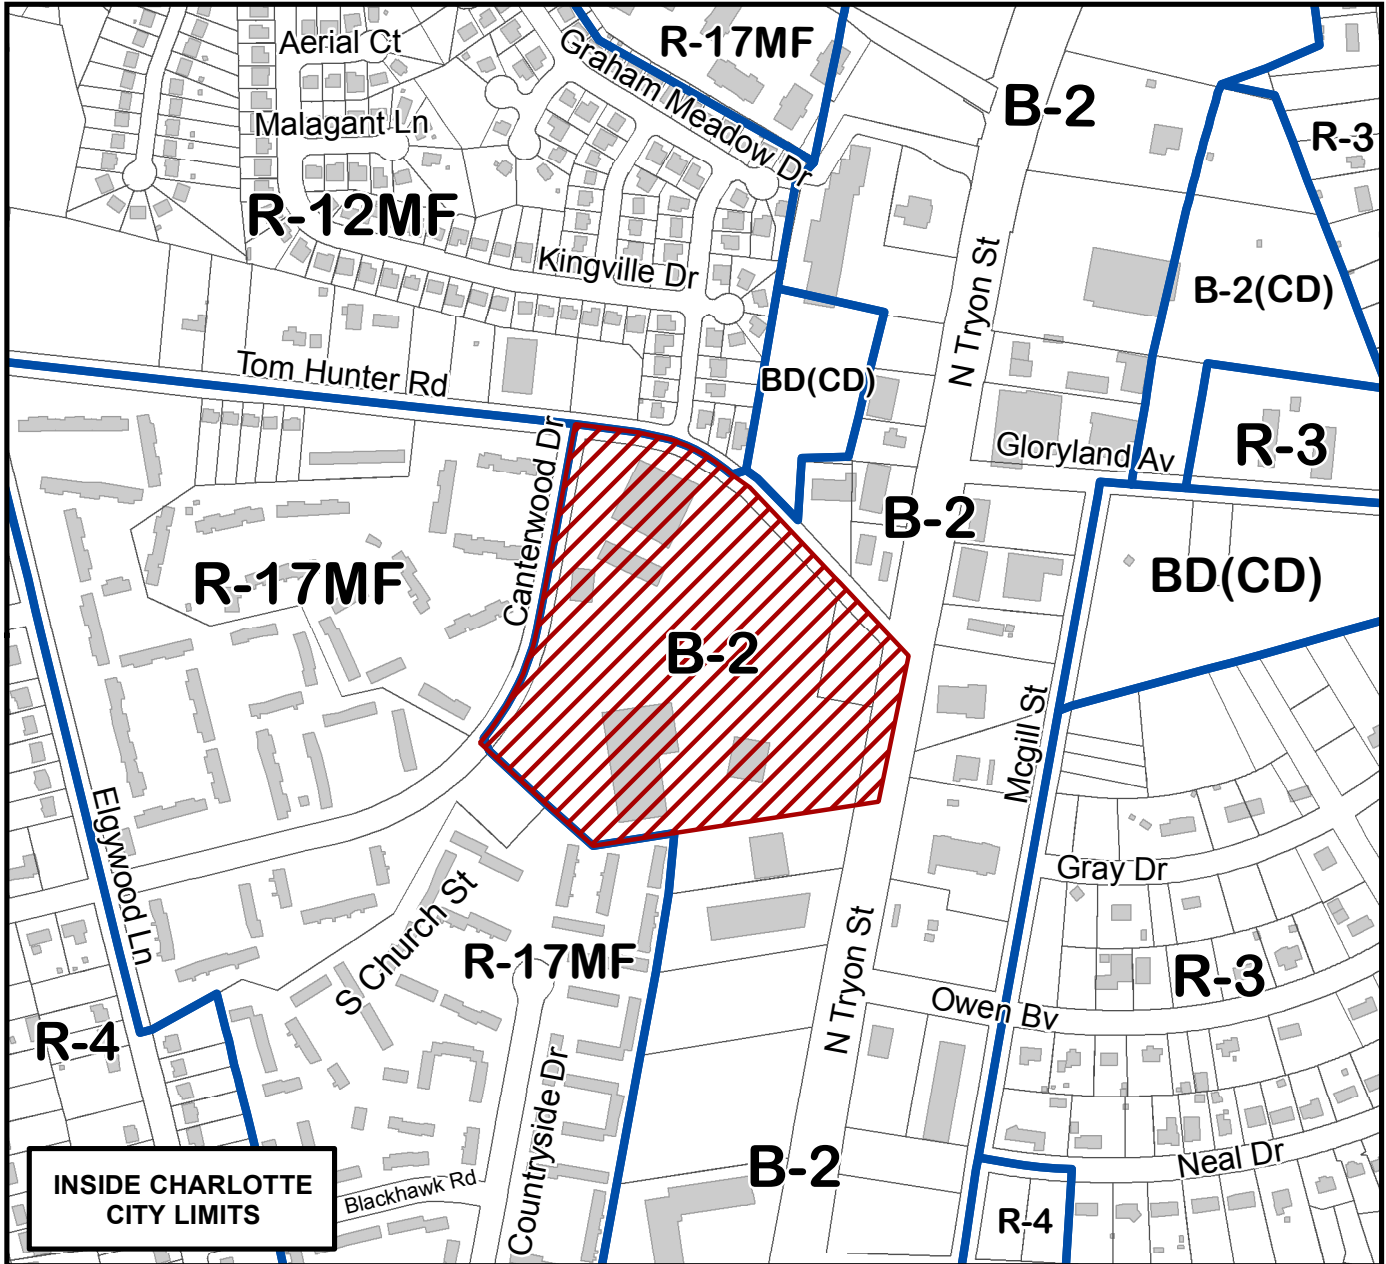 R-17MF
Aerial Ct
Graham Meadow Dr
B-2
Malagant Ln
R-3
R-12MF
Kingville Dr
N Tryon St
B-2(CD)
Tom Hunter Rd
BD(CD)
Canterwood Dr
Gloryland Av
R-3
B-2
R-17MF
BD(CD)
B-2
Mcgill St
Elgywood Ln
Gray Dr
S Church St
R-17MF
N Tryon St
R-3
Owen Bv
R-4
Countryside Dr
B-2
Neal Dr
Blackhawk Rd
R-4
INSIDE CHARLOTTE
CITY LIMITS